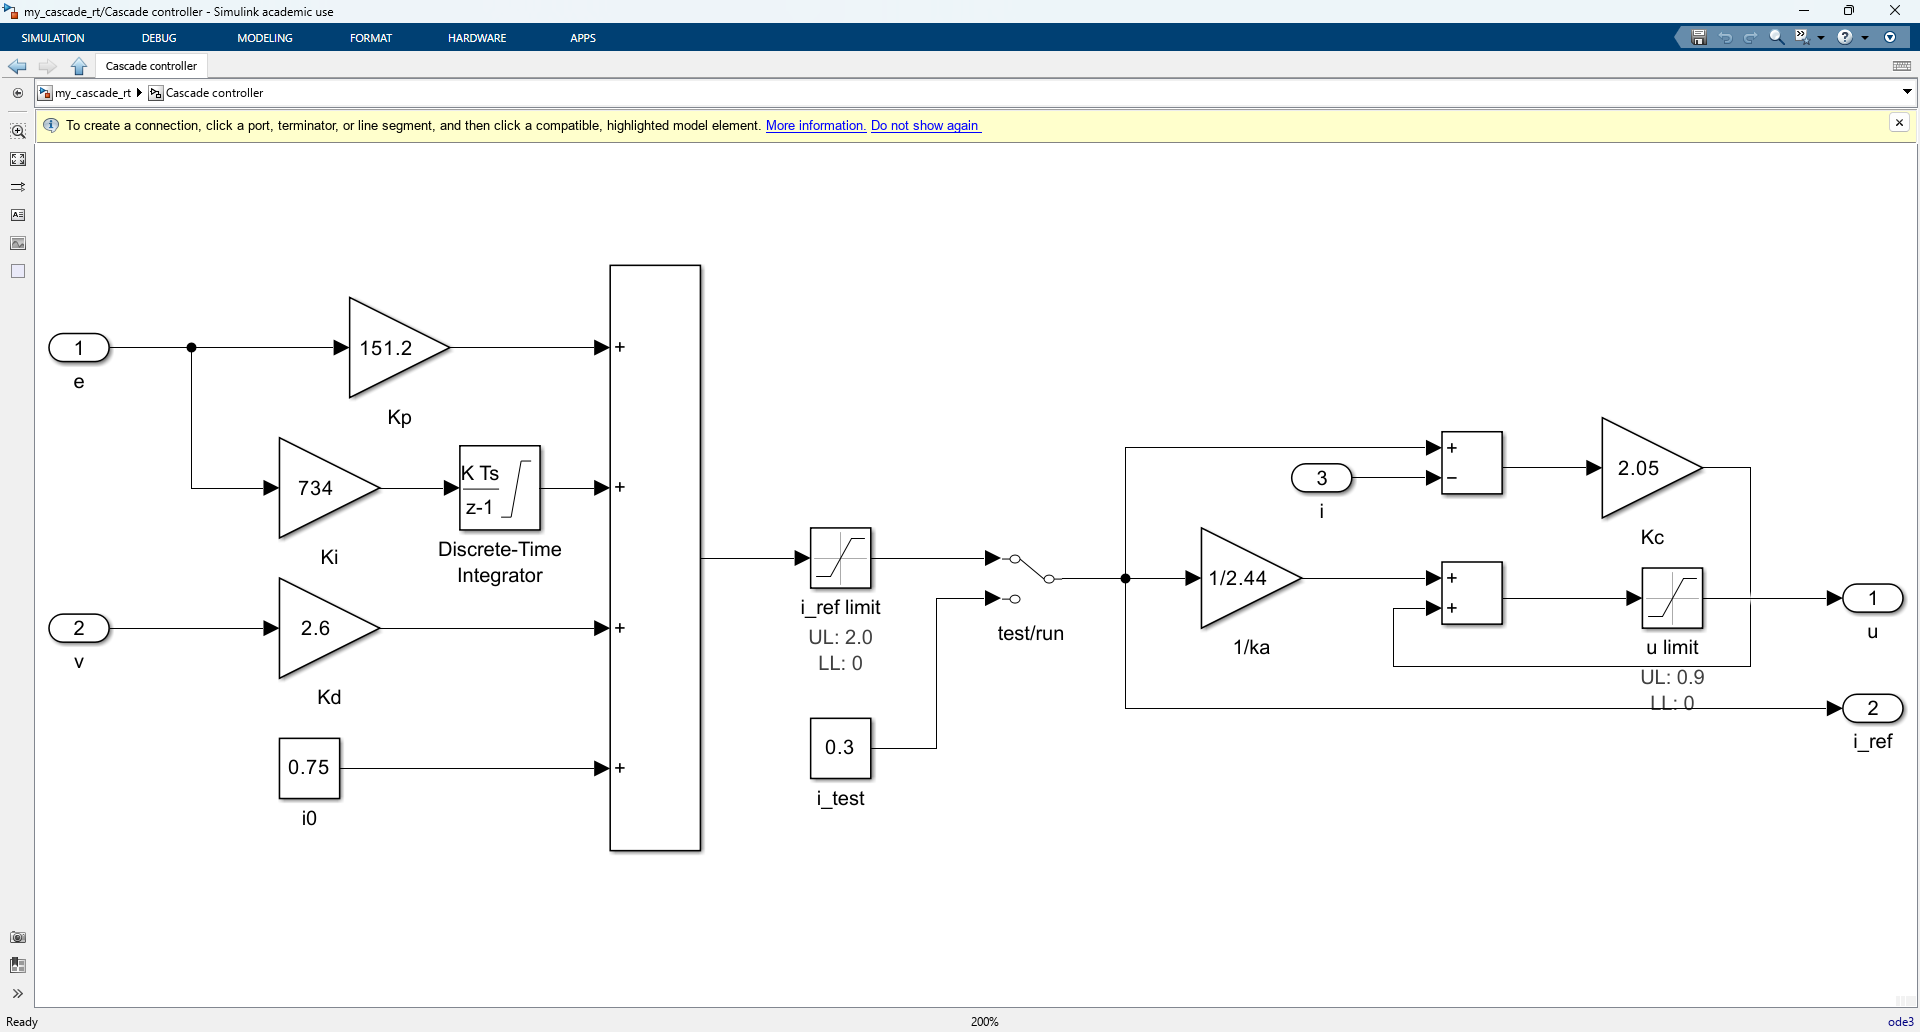 my_cascade_rt/Cascade controller - Simulink academic use
SIMULATION DEBUG MODELING FORMAT HARDWARE APPS
Cascade controller
my_cascade_rt Cascade controller
To create a connection, click a port, terminator, or line segment, and then click a compatible, highlighted model element. More information. Do not show again
1
e
151.2
Kp
+
734
Ki
K Ts
z-1
Discrete-Time
Integrator
+
2
v
2.6
Kd
+
0.75
i0
+
i_ref limit
UL: 2.0
LL: 0
0.3
i_test
test/run
1/2.44
1/ka
3
i
+
−
2.05
Kc
+
+
u limit
UL: 0.9
LL: 0
1
u
2
i_ref
Ready 200% ode3